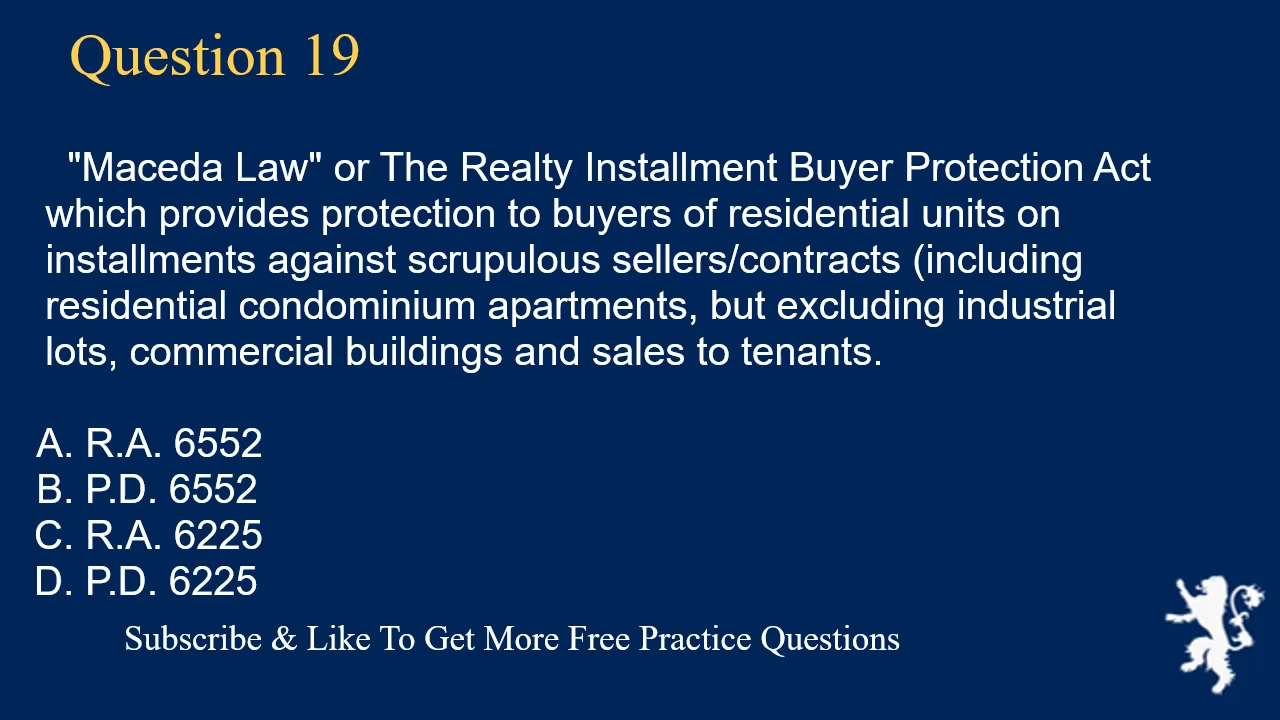 Question 19
"Maceda Law" or The Realty Installment Buyer Protection Act
which provides protection to buyers of residential units on
installments against scrupulous sellers/contracts (including
residential condominium apartments, but excluding industrial
lots, commercial buildings and sales to tenants.
A. R.A. 6552
B. P.D. 6552
C. R.A. 6225
D. P.D. 6225
Subscribe & Like To Get More Free Practice Questions